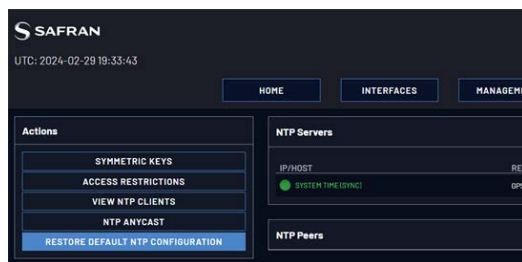 SAFRAN
UTC: 2024-02-29 19:33:43
HOME
INTERFACES
Actions
SYMMETRIC KEYS
ACCESS RESTRICTIONS
VIEW NTP CLIENTS
NTP ANYCAST
RESTORE DEFAULT NTP CONFIGURATION
NTP Servers
IP/HOST
SYSTEM TIME (SYNC)
NTP Peers